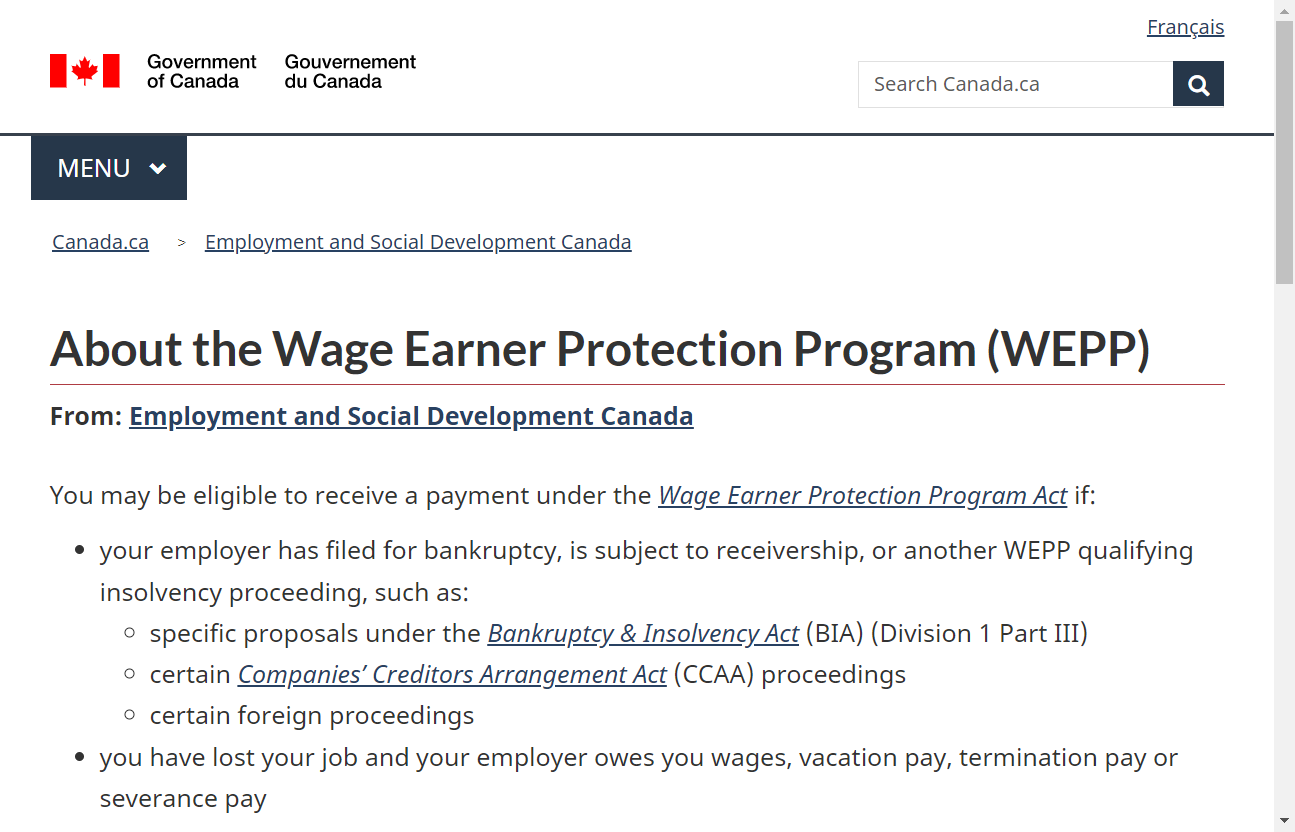 Français
Government of Canada
Gouvernement du Canada
Search Canada.ca
MENU
Canada.ca > Employment and Social Development Canada
About the Wage Earner Protection Program (WEPP)
From: Employment and Social Development Canada
You may be eligible to receive a payment under the Wage Earner Protection Program Act if:
your employer has filed for bankruptcy, is subject to receivership, or another WEPP qualifying
insolvency proceeding, such as:
specific proposals under the Bankruptcy & Insolvency Act (BIA) (Division 1 Part III)
certain Companies’ Creditors Arrangement Act (CCAA) proceedings
certain foreign proceedings
you have lost your job and your employer owes you wages, vacation pay, termination pay or
severance pay